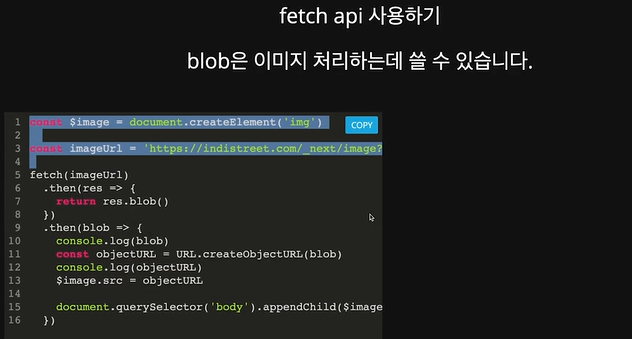 fetch api 사용하기
blob은 이미지 처리하는데 쓸 수 있습니다.
COPY
1 const $image = document.createElement('img')
2
3 const imageUrl = 'https://indistreet.com/_next/image?
4
5 fetch(imageUrl)
6 .then(res => {
7 return res.blob()
8 })
9 .then(blob => {
10 console.log(blob)
11 const objectURL = URL.createObjectURL(blob)
12 console.log(objectURL)
13 $image.src = objectURL
14
15 document.querySelector('body').appendChild($image
16 })